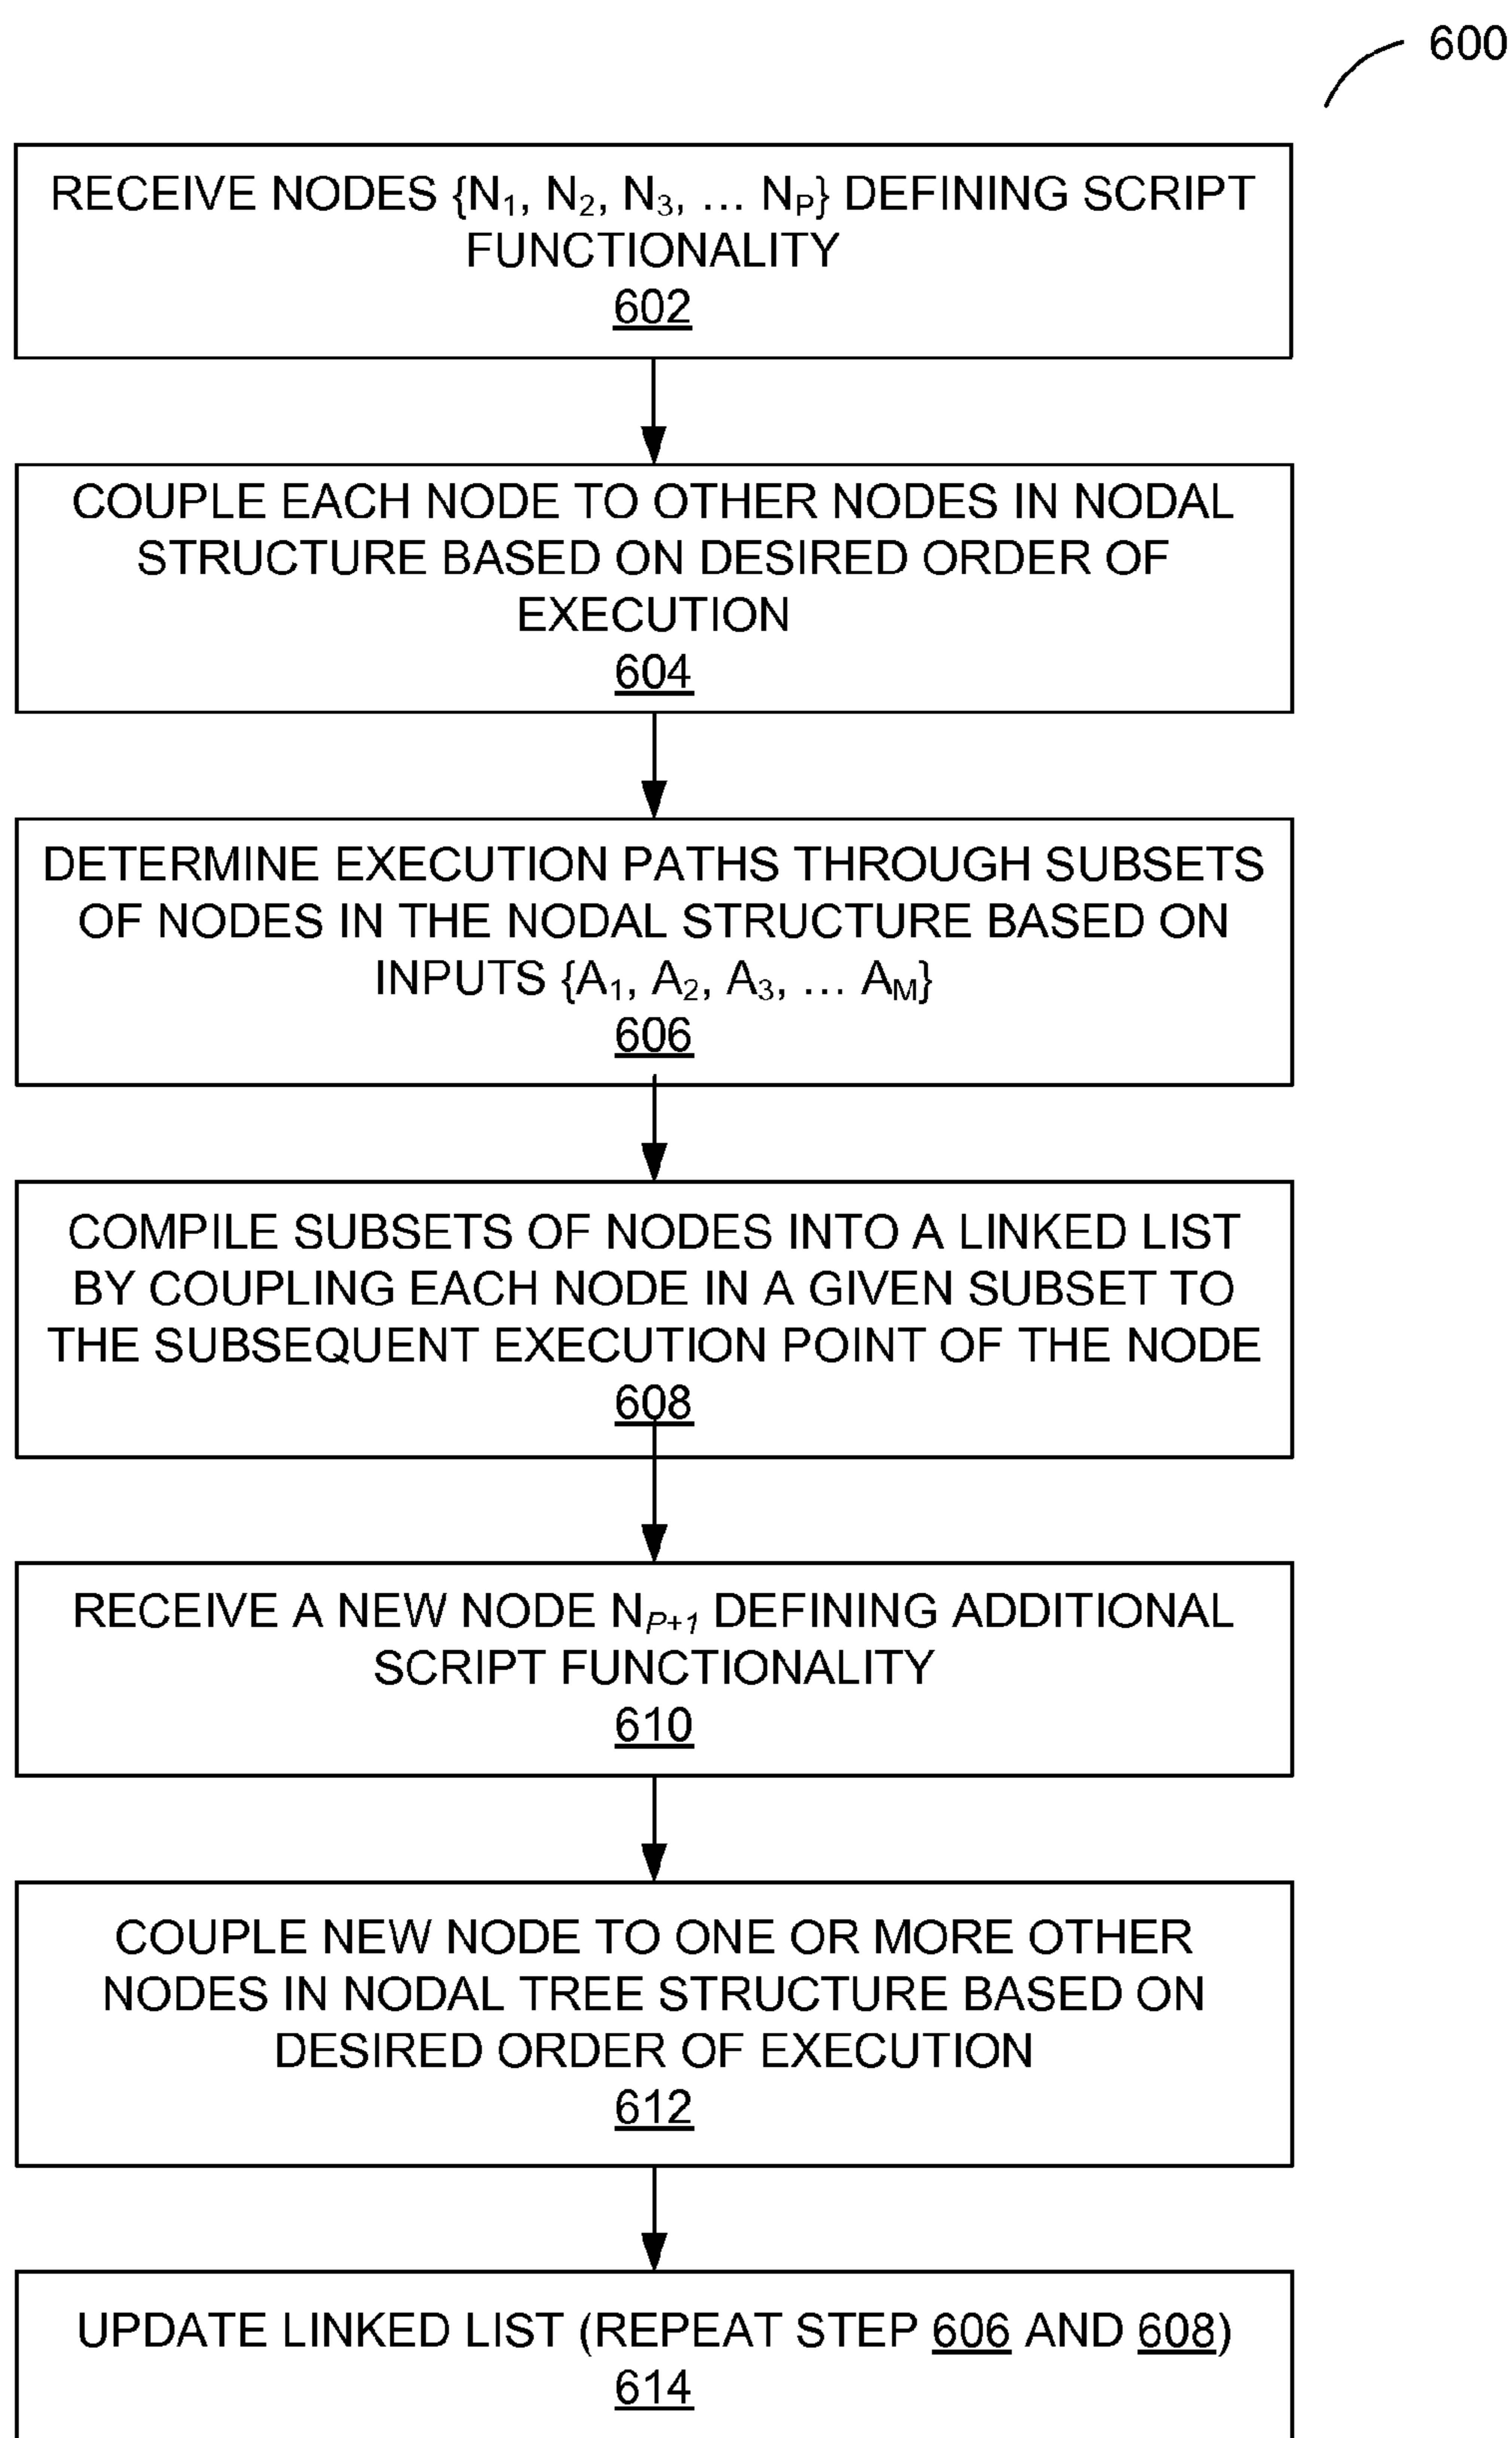 600
RECEIVE NODES {N₁, N₂, N₃, … Nₚ} DEFINING SCRIPT
FUNCTIONALITY
602
COUPLE EACH NODE TO OTHER NODES IN NODAL
STRUCTURE BASED ON DESIRED ORDER OF
EXECUTION
604
DETERMINE EXECUTION PATHS THROUGH SUBSETS
OF NODES IN THE NODAL STRUCTURE BASED ON
INPUTS {A₁, A₂, A₃, … A_M}
606
COMPILE SUBSETS OF NODES INTO A LINKED LIST
BY COUPLING EACH NODE IN A GIVEN SUBSET TO
THE SUBSEQUENT EXECUTION POINT OF THE NODE
608
RECEIVE A NEW NODE N_P+1 DEFINING ADDITIONAL
SCRIPT FUNCTIONALITY
610
COUPLE NEW NODE TO ONE OR MORE OTHER
NODES IN NODAL TREE STRUCTURE BASED ON
DESIRED ORDER OF EXECUTION
612
UPDATE LINKED LIST (REPEAT STEP 606 AND 608)
614